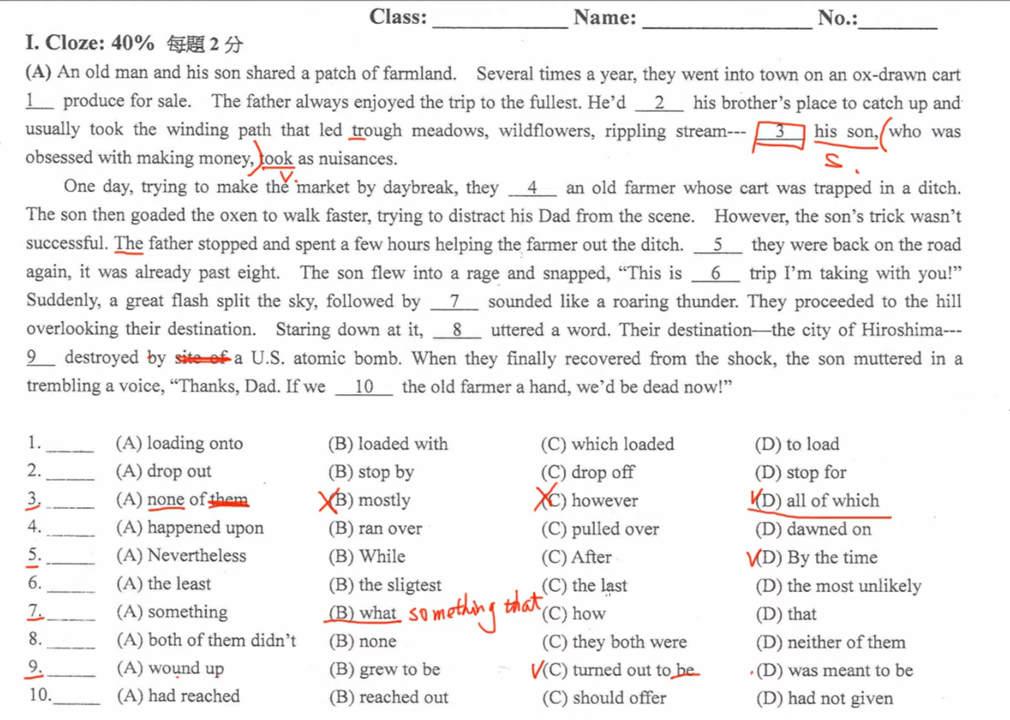 Class: __________ Name: __________ No.:______
I. Cloze: 40% 每題 2 分
(A) An old man and his son shared a patch of farmland. Several times a year, they went into town on an ox-drawn cart
1 produce for sale. The father always enjoyed the trip to the fullest. He'd 2 his brother's place to catch up and
usually took the winding path that led trough meadows, wildflowers, rippling stream--- 3 his son, (who was
obsessed with making money,) took as nuisances.
S.
V.
One day, trying to make the market by daybreak, they 4 an old farmer whose cart was trapped in a ditch.
The son then goaded the oxen to walk faster, trying to distract his Dad from the scene. However, the son's trick wasn't
successful. The father stopped and spent a few hours helping the farmer out the ditch. 5 they were back on the road
again, it was already past eight. The son flew into a rage and snapped, "This is 6 trip I'm taking with you!"
Suddenly, a great flash split the sky, followed by 7 sounded like a roaring thunder. They proceeded to the hill
overlooking their destination. Staring down at it, 8 uttered a word. Their destination—the city of Hiroshima---
9 destroyed by site of a U.S. atomic bomb. When they finally recovered from the shock, the son muttered in a
trembling a voice, "Thanks, Dad. If we 10 the old farmer a hand, we'd be dead now!"
1.______ (A) loading onto (B) loaded with (C) which loaded (D) to load
2.______ (A) drop out (B) stop by (C) drop off (D) stop for
3.______ (A) none of them (B) mostly (C) however (D) all of which
4.______ (A) happened upon (B) ran over (C) pulled over (D) dawned on
5.______ (A) Nevertheless (B) While (C) After (D) By the time
6.______ (A) the least (B) the sligtest (C) the last (D) the most unlikely
7.______ (A) something (B) what something that (C) how (D) that
8.______ (A) both of them didn't (B) none (C) they both were (D) neither of them
9.______ (A) wound up (B) grew to be (C) turned out to be (D) was meant to be
10.______ (A) had reached (B) reached out (C) should offer (D) had not given